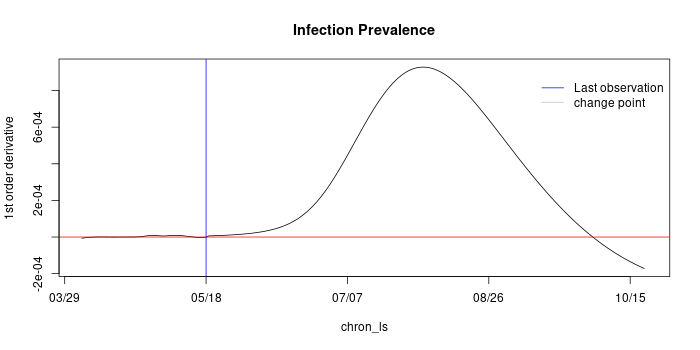 Infection Prevalence
1st order derivative
6e-04
2e-04
-2e-04
Last observation
change point
03/29
05/18
07/07
08/26
10/15
chron_ls